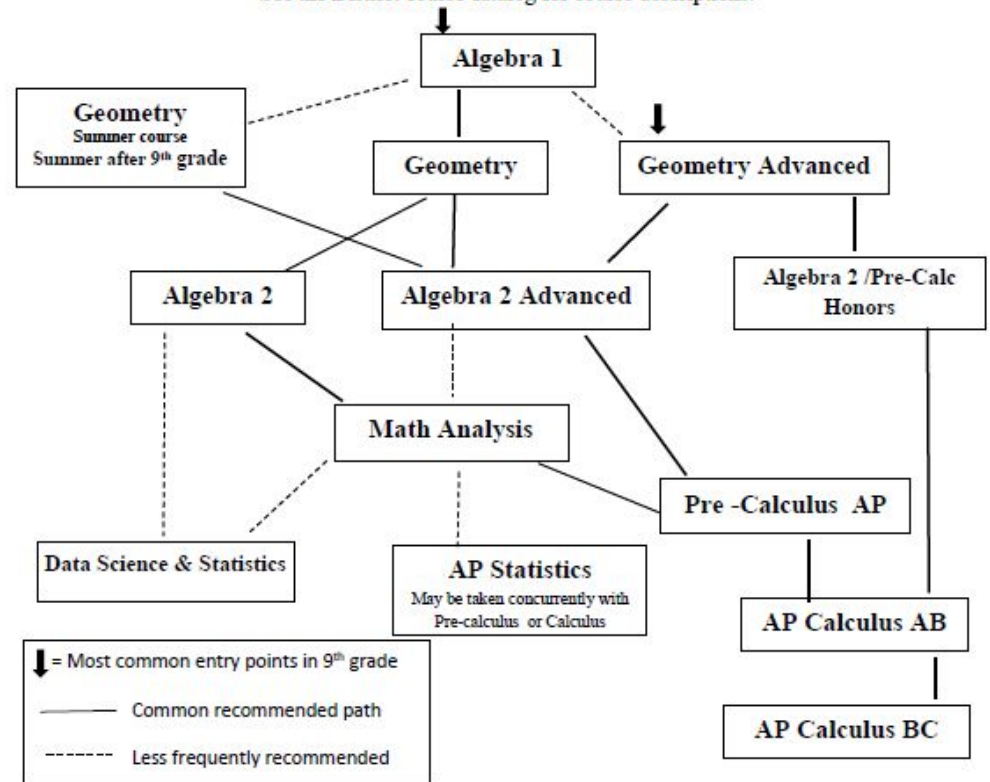 Algebra 1
Geometry
Summer course
Summer after 9th grade
Geometry
Geometry Advanced
Algebra 2
Algebra 2 Advanced
Algebra 2 /Pre-Calc
Honors
Math Analysis
Pre -Calculus AP
Data Science & Statistics
AP Statistics
May be taken concurrently with
Pre-calculus or Calculus
AP Calculus AB
AP Calculus BC
= Most common entry points in 9th grade
Common recommended path
Less frequently recommended